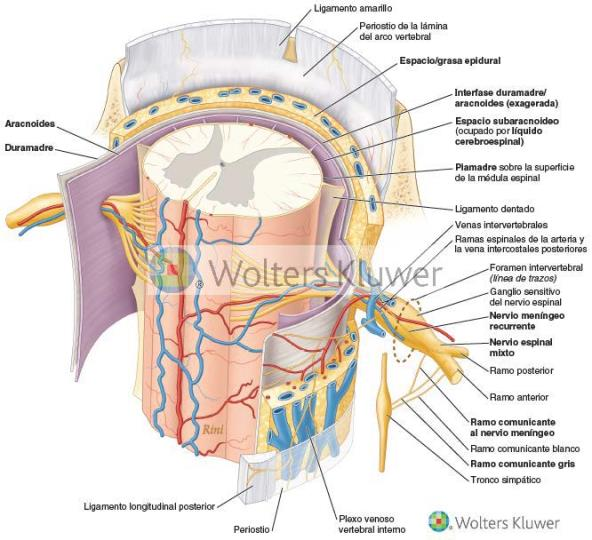 Ligamento amarillo
Periostio de la lámina
del arco vertebral
Espacio/grasa epidural
Interfase duramadre/
aracnoides (exagerada)
Espacio subaracnoideo
(ocupado por líquido
cerebroespinal)
Piamadre sobre la superficie
de la médula espinal
Ligamento dentado
Venas intervertebrales
Ramas espinales de la arteria y
la vena intercostales posteriores
Foramen intervertebral
(línea de trazos)
Ganglio sensitivo
del nervio espinal
Nervio meníngeo
recurrente
Nervio espinal
mixto
Ramo posterior
Ramo anterior
Ramo comunicante
al nervio meníngeo
Ramo comunicante blanco
Ramo comunicante gris
Tronco simpático
Aracnoides
Duramadre
Wolters Kluwer
®
Rini
Ligamento longitudinal posterior
Periostio
Plexo venoso
vertebral interno
Wolters Kluwer